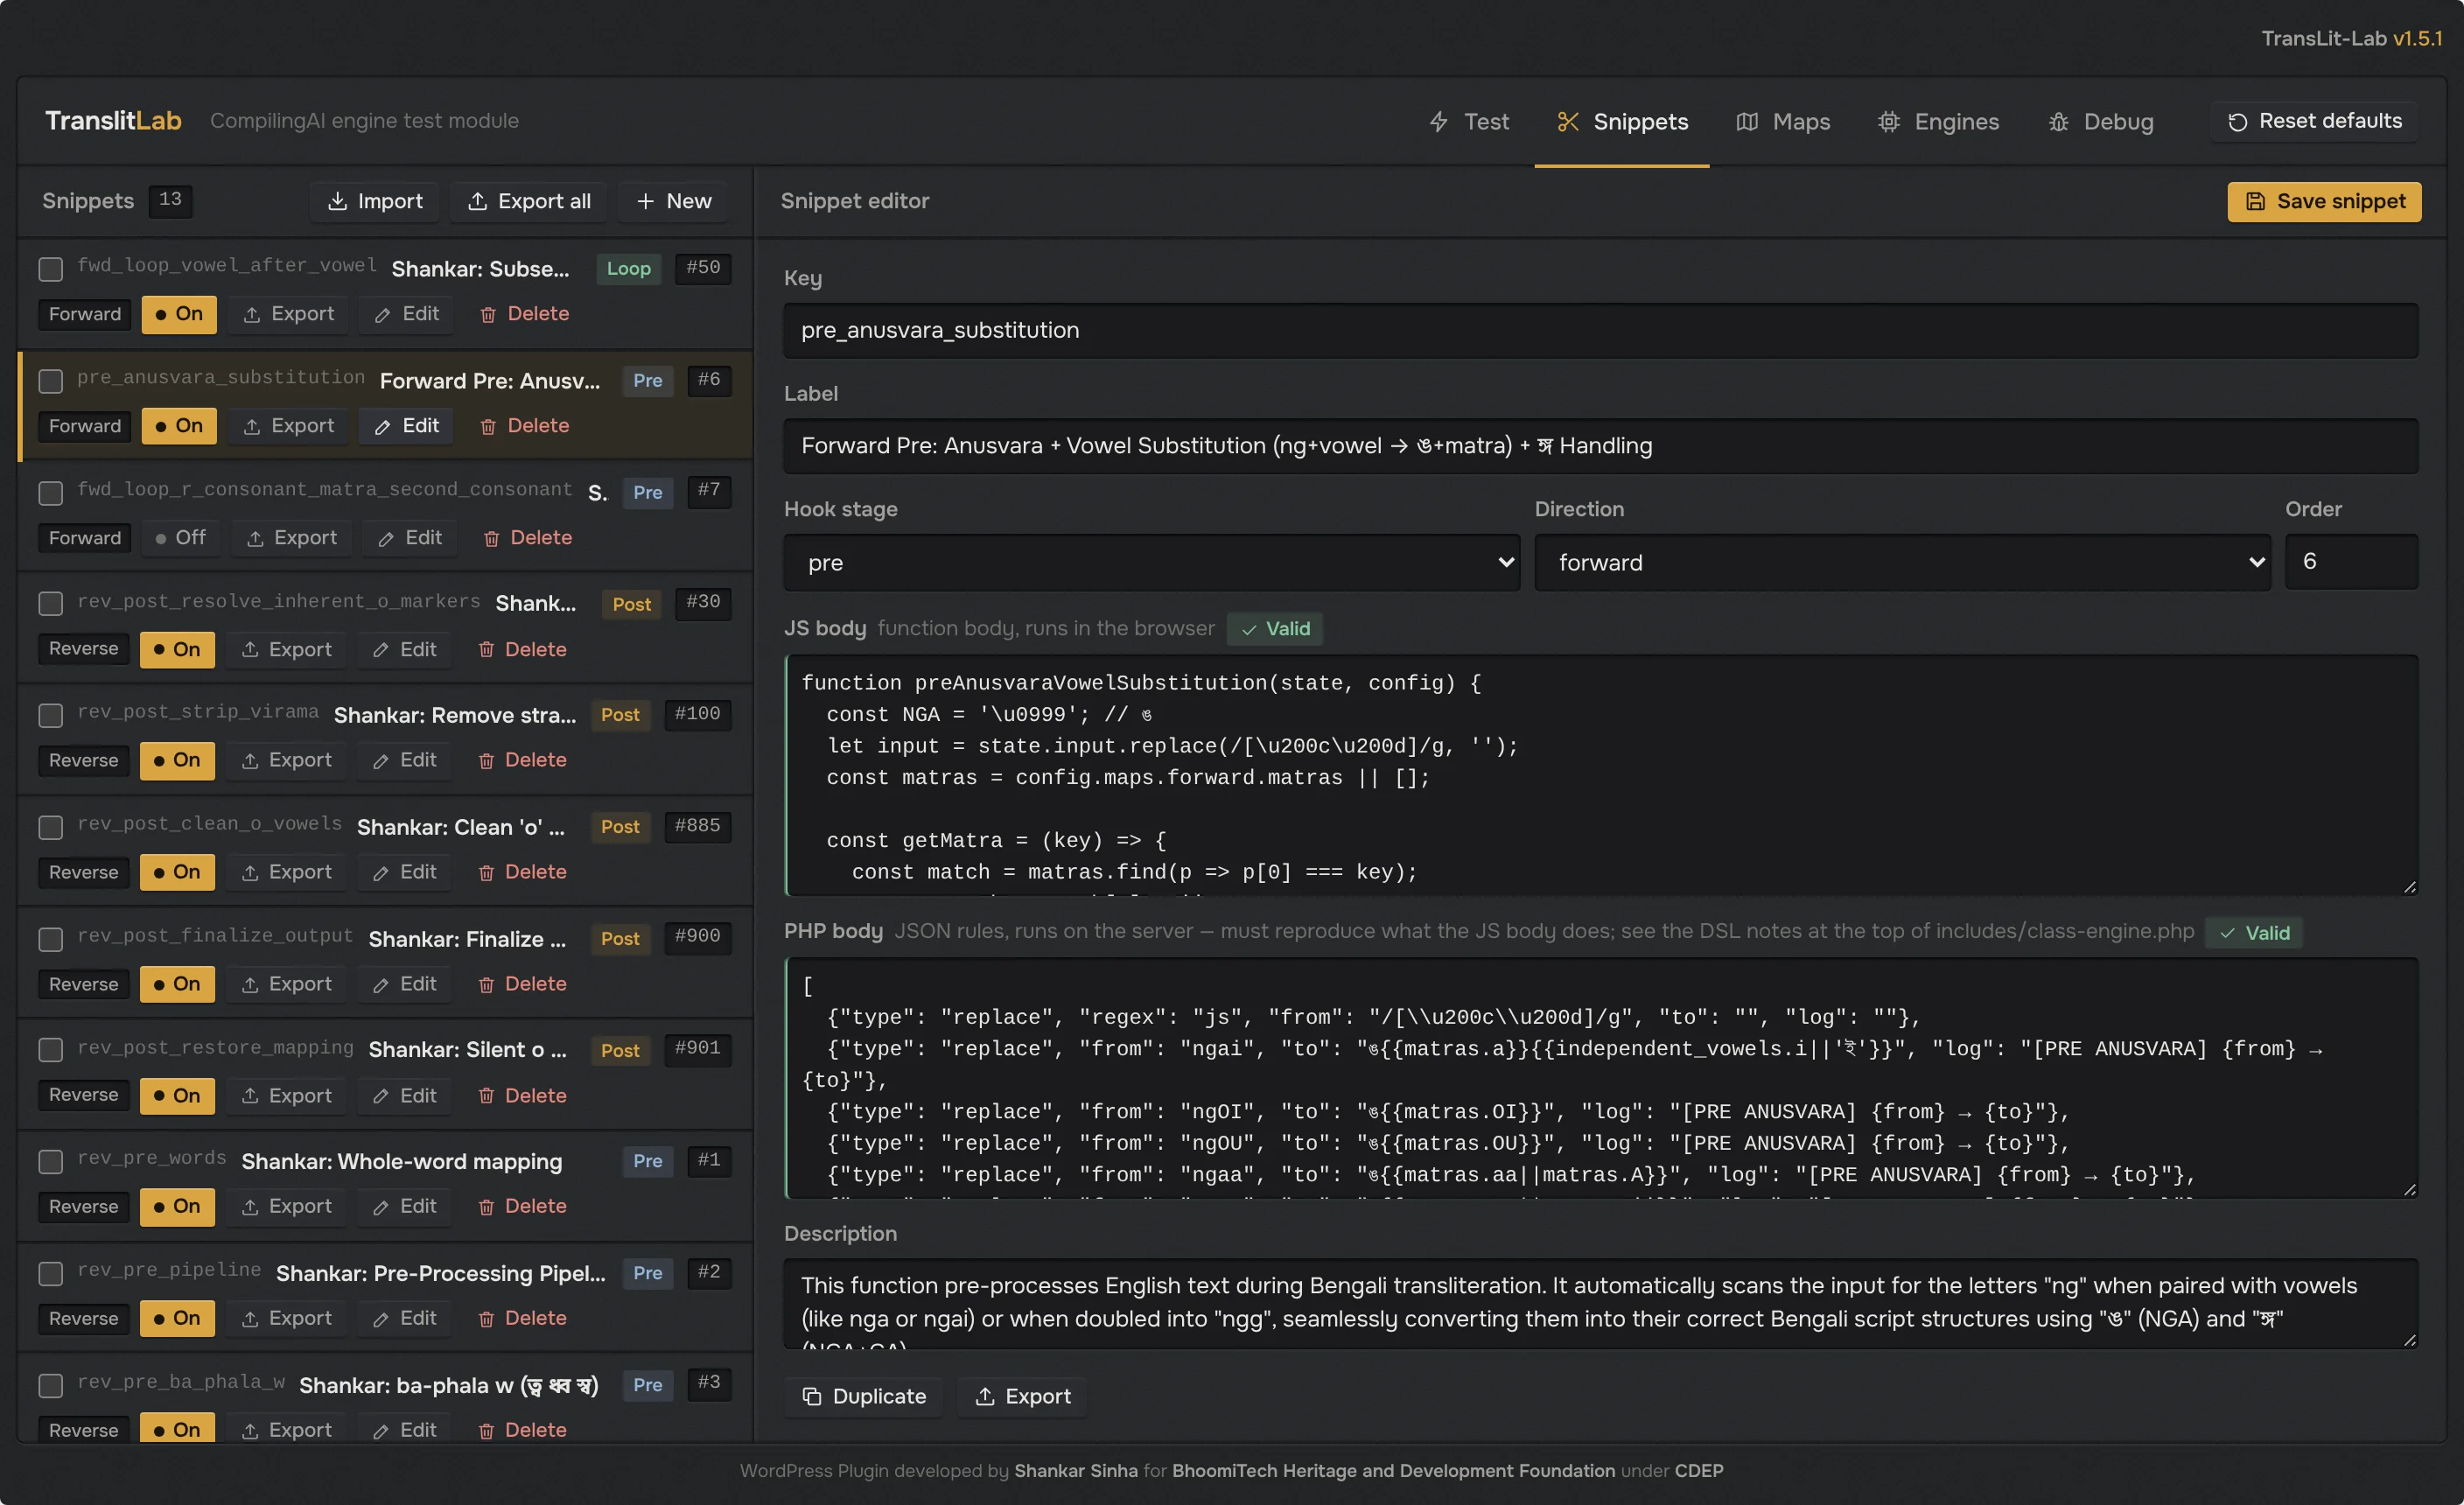 TransLit-Lab v1.5.1
TranslitLab CompilingAI engine test module
Test Snippets Maps Engines Debug Reset defaults
Snippets 13 Import Export all New
fwd_loop_vowel_after_vowel Shankar: Subse... Loop #50
Forward On Export Edit Delete
pre_anusvara_substitution Forward Pre: Anusv... Pre #6
Forward On Export Edit Delete
fwd_loop_r_consonant_matra_second_consonant S. Pre #7
Forward Off Export Edit Delete
rev_post_resolve_inherent_o_markers Shank... Post #30
Reverse On Export Edit Delete
rev_post_strip_virama Shankar: Remove stra... Post #100
Reverse On Export Edit Delete
rev_post_clean_o_vowels Shankar: Clean 'o' ... Post #885
Reverse On Export Edit Delete
rev_post_finalize_output Shankar: Finalize ... Post #900
Reverse On Export Edit Delete
rev_post_restore_mapping Shankar: Silent o ... Post #901
Reverse On Export Edit Delete
rev_pre_words Shankar: Whole-word mapping Pre #1
Reverse On Export Edit Delete
rev_pre_pipeline Shankar: Pre-Processing Pipel... Pre #2
Reverse On Export Edit Delete
rev_pre_ba_phala_w Shankar: ba-phala w (ত্ব ধ্ব স্ব) Pre #3
Reverse On Export Edit Delete
Snippet editor Save snippet
Key
pre_anusvara_substitution
Label
Forward Pre: Anusvara + Vowel Substitution (ng+vowel → ঙ+matra) + ঙ্গ Handling
Hook stage Direction Order
pre forward 6
JS body function body, runs in the browser Valid
function preAnusvaraVowelSubstitution(state, config) {
const NGA = '\u0999'; // ঙ
let input = state.input.replace(/[\u200c\u200d]/g, '');
const matras = config.maps.forward.matras || [];
const getMatra = (key) => {
const match = matras.find(p => p[0] === key);
PHP body JSON rules, runs on the server — must reproduce what the JS body does; see the DSL notes at the top of includes/class-engine.php Valid
[
{"type": "replace", "regex": "js", "from": "/[\\u200c\\u200d]/g", "to": "", "log": ""},
{"type": "replace", "from": "ngai", "to": "ঙ{{matras.a}}{{independent_vowels.i||'ই'}}", "log": "[PRE ANUSVARA] {from} →
{to}"},
{"type": "replace", "from": "ngOI", "to": "ঙ{{matras.OI}}", "log": "[PRE ANUSVARA] {from} → {to}"},
{"type": "replace", "from": "ngOU", "to": "ঙ{{matras.OU}}", "log": "[PRE ANUSVARA] {from} → {to}"},
{"type": "replace", "from": "ngaa", "to": "ঙ{{matras.aa||matras.A}}", "log": "[PRE ANUSVARA] {from} → {to}"},
Description
This function pre-processes English text during Bengali transliteration. It automatically scans the input for the letters "ng" when paired with vowels
(like nga or ngai) or when doubled into "ngg", seamlessly converting them into their correct Bengali script structures using "ঙ" (NGA) and "ঙ্গ"
(NGA+GA)
Duplicate Export
WordPress Plugin developed by Shankar Sinha for BhoomiTech Heritage and Development Foundation under CDEP